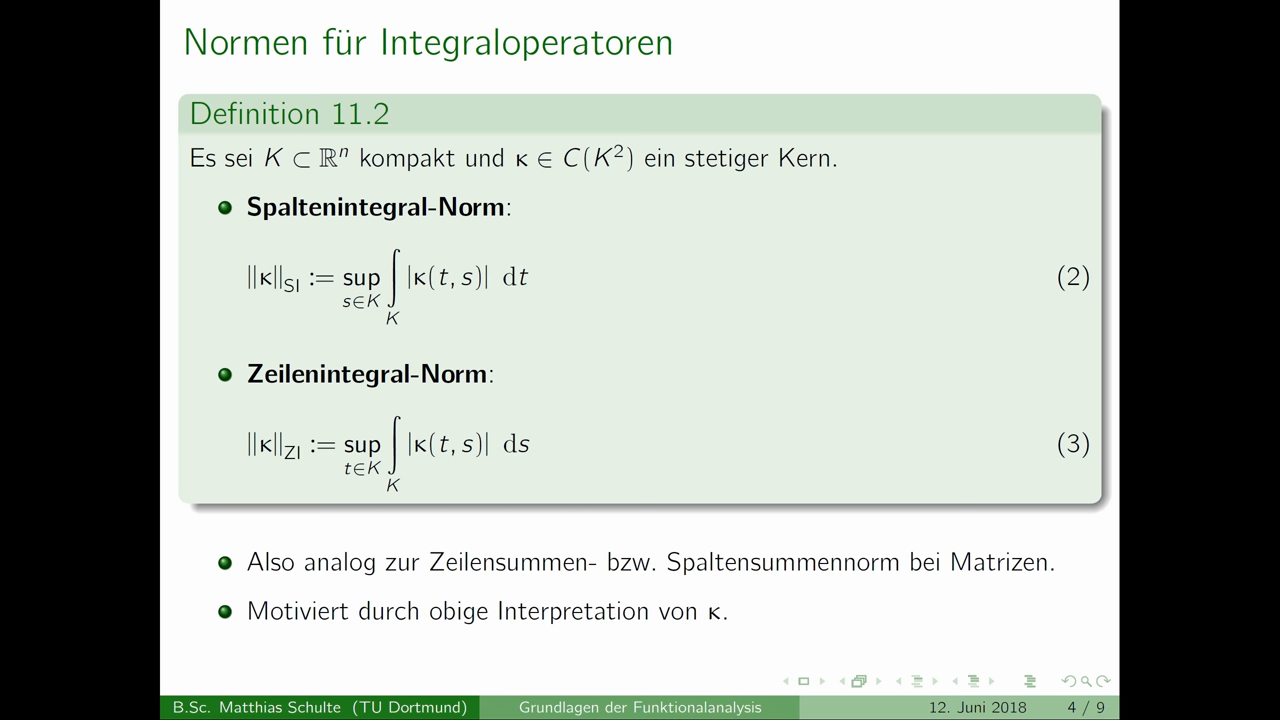 Normen für Integraloperatoren
Definition 11.2
Es sei K ⊂ ℝⁿ kompakt und κ ∈ C(K²) ein stetiger Kern.
Spaltenintegral-Norm:
‖κ‖_SI := sup_{s∈K} ∫_K |κ(t, s)| dt (2)
Zeilenintegral-Norm:
‖κ‖_ZI := sup_{t∈K} ∫_K |κ(t, s)| ds (3)
Also analog zur Zeilensummen- bzw. Spaltensummennorm bei Matrizen.
Motiviert durch obige Interpretation von κ.
B.Sc. Matthias Schulte (TU Dortmund) Grundlagen der Funktionalanalysis 12. Juni 2018 4 / 9